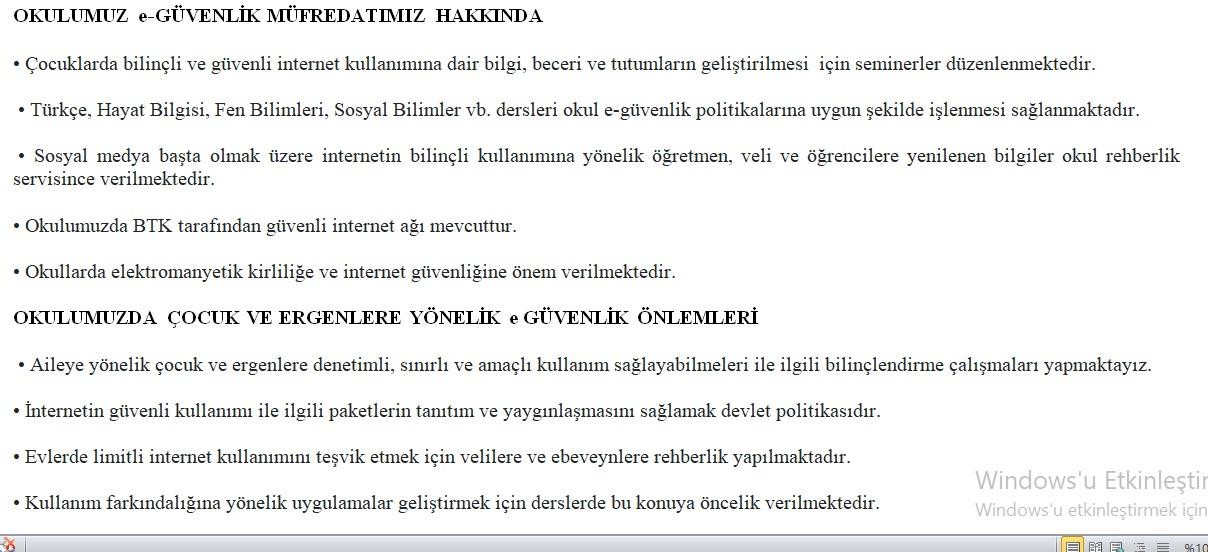 OKULUMUZ e-GÜVENLİK MÜFREDATIMIZ HAKKINDA
• Çocuklarda bilinçli ve güvenli internet kullanımına dair bilgi, beceri ve tutumların geliştirilmesi için seminerler düzenlenmektedir.
• Türkçe, Hayat Bilgisi, Fen Bilimleri, Sosyal Bilimler vb. dersleri okul e-güvenlik politikalarına uygun şekilde işlenmesi sağlanmaktadır.
• Sosyal medya başta olmak üzere internetin bilinçli kullanımına yönelik öğretmen, veli ve öğrencilere yenilenen bilgiler okul rehberlik
servisince verilmektedir.
• Okulumuzda BTK tarafından güvenli internet ağı mevcuttur.
• Okullarda elektromanyetik kirliliğe ve internet güvenliğine önem verilmektedir.
OKULUMUZDA ÇOCUK VE ERGENLERE YÖNELİK e GÜVENLİK ÖNLEMLERİ
• Aileye yönelik çocuk ve ergenlere denetimli, sınırlı ve amaçlı kullanım sağlayabilmeleri ile ilgili bilinçlendirme çalışmaları yapmaktayız.
• İnternetin güvenli kullanımı ile ilgili paketlerin tanıtım ve yaygınlaşmasını sağlamak devlet politikasıdır.
• Evlerde limitli internet kullanımını teşvik etmek için velilere ve ebeveynlere rehberlik yapılmaktadır.
• Kullanım farkındalığına yönelik uygulamalar geliştirmek için derslerde bu konuya öncelik verilmektedir.
Windows'u Etkinleştir
Windows'u etkinleştirmek için
%10